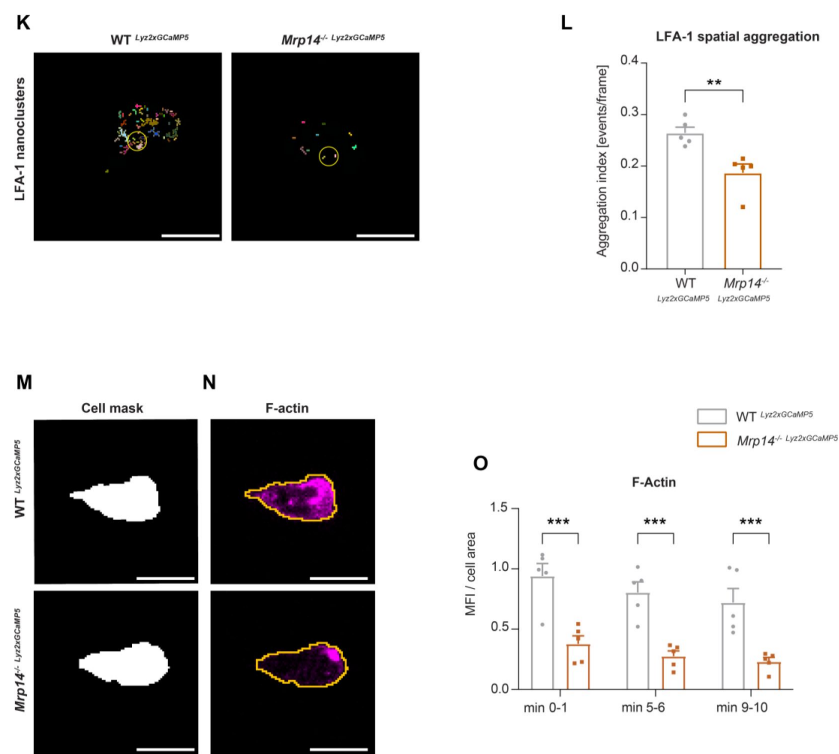 K
WT Lyz2xGCaMP5
Mrp14-/- Lyz2xGCaMP5
LFA-1 nanoclusters
L
LFA-1 spatial aggregation
**
Aggregation index [events/frame]
0.4
0.3
0.2
0.1
0.0
WT
Lyz2xGCaMP5
Mrp14-/-
Lyz2xGCaMP5
M
Cell mask
N
F-actin
WT Lyz2xGCaMP5
Mrp14-/- Lyz2xGCaMP5
WT Lyz2xGCaMP5
Mrp14-/- Lyz2xGCaMP5
O
F-Actin
MFI / cell area
1.5
1.0
0.5
0.0
*** *** ***
min 0-1 min 5-6 min 9-10